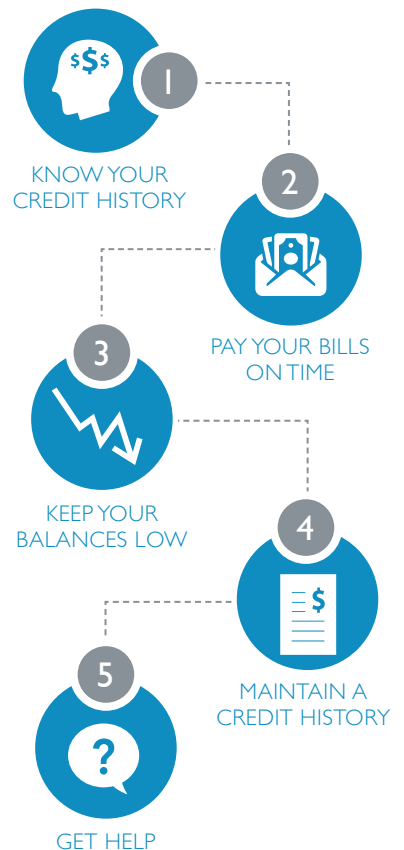 $$$
1
KNOW YOUR
CREDIT HISTORY
2
PAY YOUR BILLS
ON TIME
3
KEEP YOUR
BALANCES LOW
4
$
MAINTAIN A
CREDIT HISTORY
5
?
GET HELP